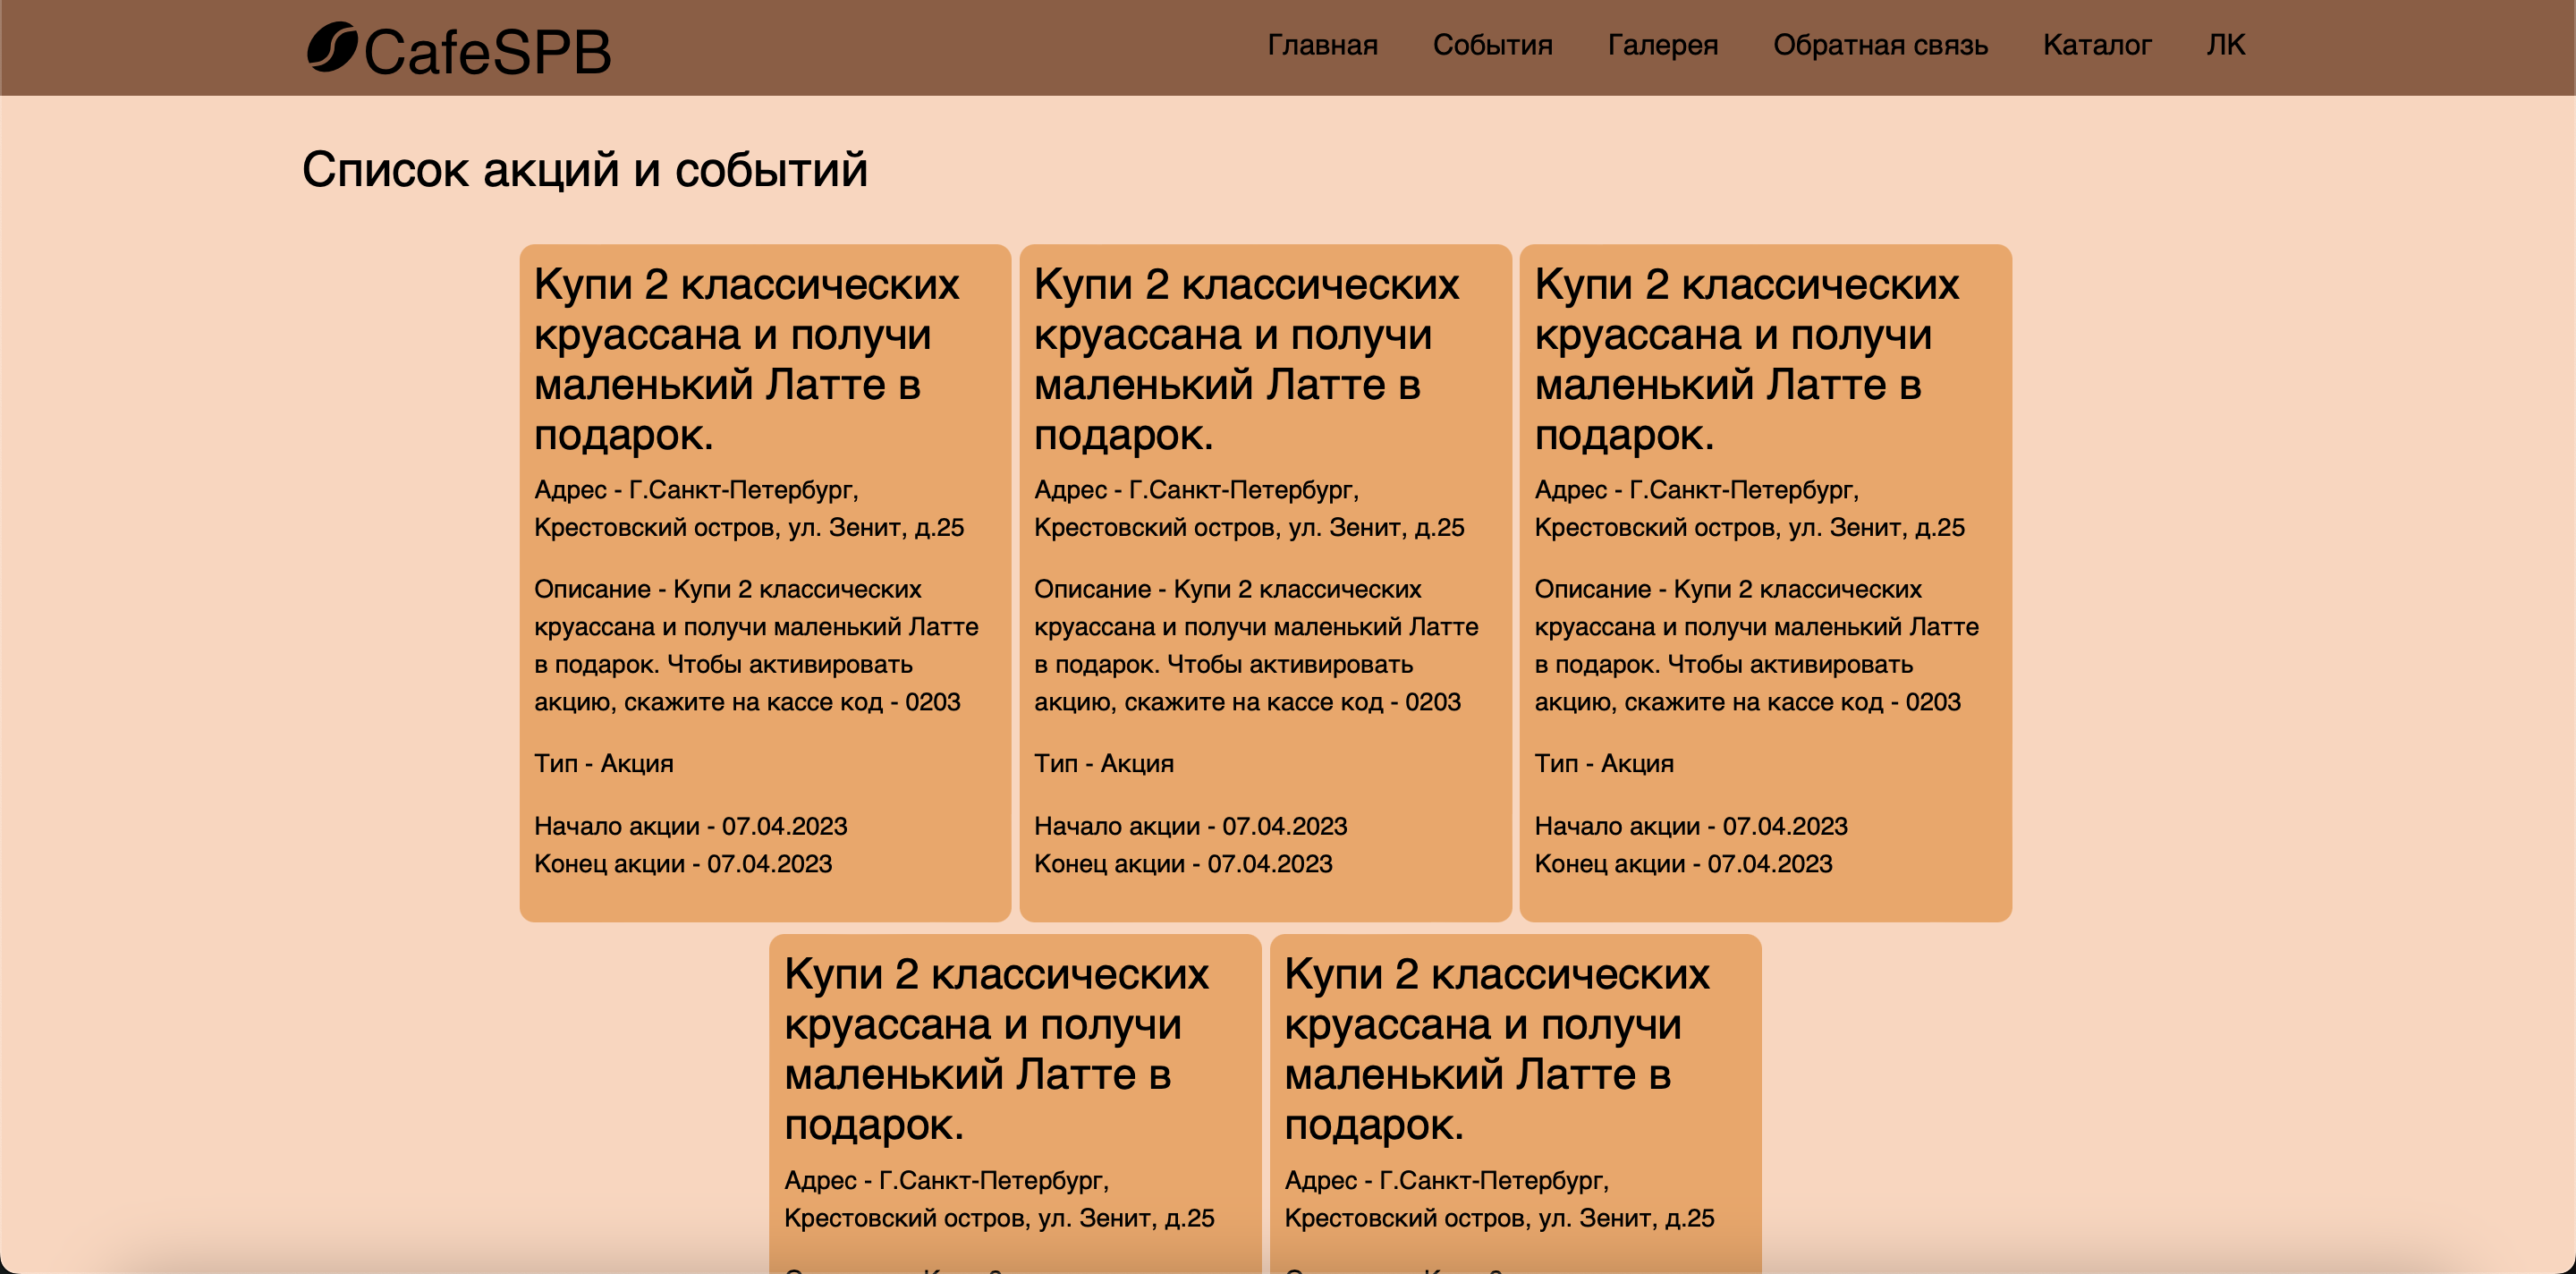 CafeSPB
Главная События Галерея Обратная связь Каталог ЛК
Список акций и событий
Купи 2 классических
круассана и получи
маленький Латте в
подарок.
Адрес - Г.Санкт-Петербург,
Крестовский остров, ул. Зенит, д.25
Описание - Купи 2 классических
круассана и получи маленький Латте
в подарок. Чтобы активировать
акцию, скажите на кассе код - 0203
Тип - Акция
Начало акции - 07.04.2023
Конец акции - 07.04.2023
Купи 2 классических
круассана и получи
маленький Латте в
подарок.
Адрес - Г.Санкт-Петербург,
Крестовский остров, ул. Зенит, д.25
Описание - Купи 2 классических
круассана и получи маленький Латте
в подарок. Чтобы активировать
акцию, скажите на кассе код - 0203
Тип - Акция
Начало акции - 07.04.2023
Конец акции - 07.04.2023
Купи 2 классических
круассана и получи
маленький Латте в
подарок.
Адрес - Г.Санкт-Петербург,
Крестовский остров, ул. Зенит, д.25
Описание - Купи 2 классических
круассана и получи маленький Латте
в подарок. Чтобы активировать
акцию, скажите на кассе код - 0203
Тип - Акция
Начало акции - 07.04.2023
Конец акции - 07.04.2023
Купи 2 классических
круассана и получи
маленький Латте в
подарок.
Адрес - Г.Санкт-Петербург,
Крестовский остров, ул. Зенит, д.25
Купи 2 классических
круассана и получи
маленький Латте в
подарок.
Адрес - Г.Санкт-Петербург,
Крестовский остров, ул. Зенит, д.25